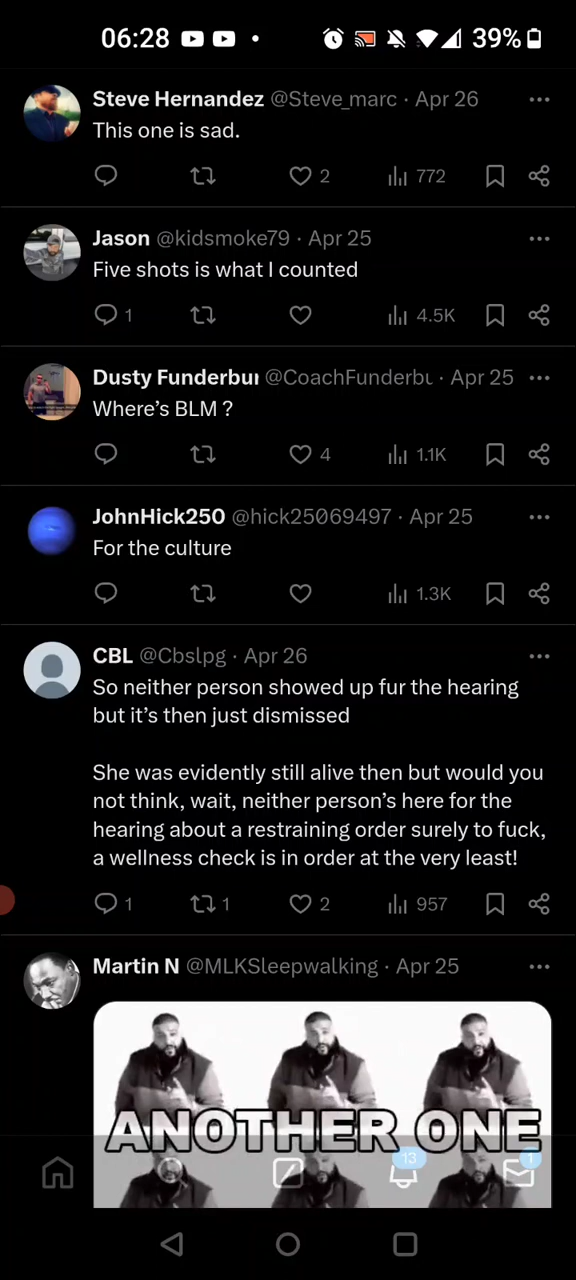 06:28 39%
Steve Hernandez @Steve_marc · Apr 26
This one is sad.
2 772
Jason @kidsmoke79 · Apr 25
Five shots is what I counted
1 4.5K
Dusty Funderbur @CoachFunderbu · Apr 25
Where's BLM ?
4 1.1K
JohnHick250 @hick25069497 · Apr 25
For the culture
1.3K
CBL @Cbslpg · Apr 26
So neither person showed up fur the hearing
but it's then just dismissed
She was evidently still alive then but would you
not think, wait, neither person's here for the
hearing about a restraining order surely to fuck,
a wellness check is in order at the very least!
1 1 2 957
Martin N @MLKSleepwalking · Apr 25
ANOTHER ONE
13 1